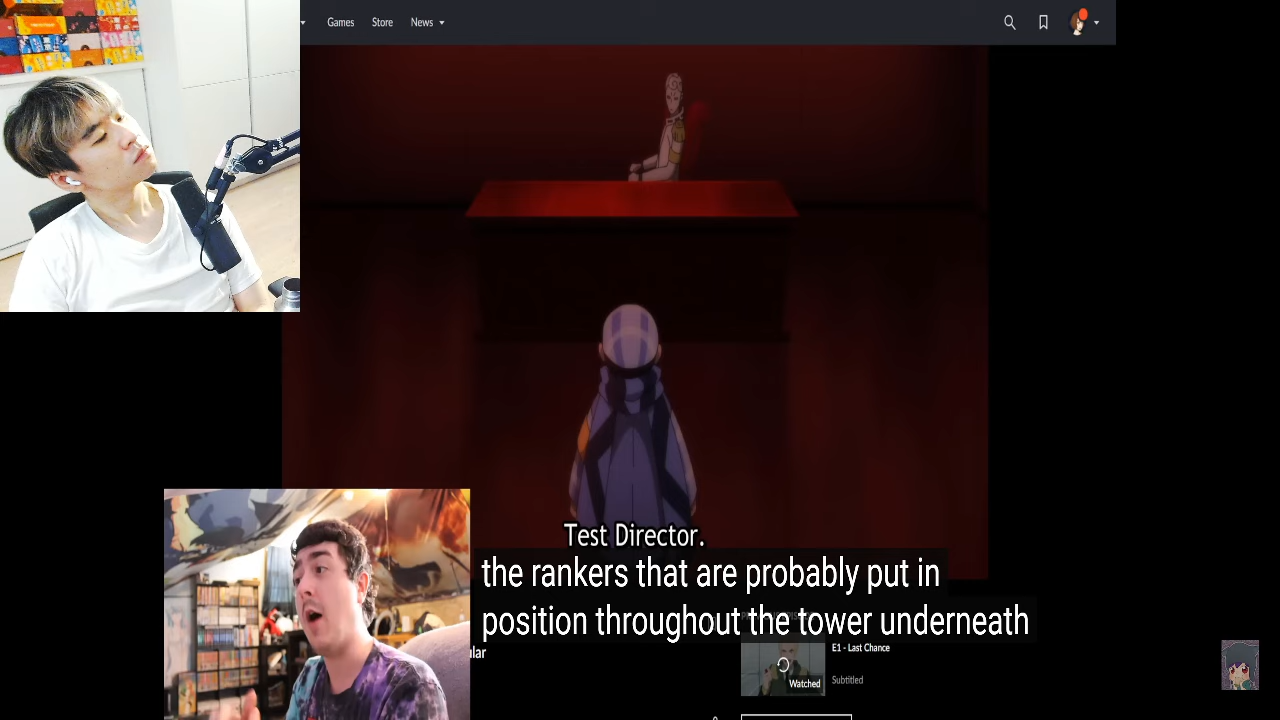 Games
Store
News
Test Director.
the rankers that are probably put in
position throughout the tower underneath
ular
E1 - Last Chance
Watched
Subtitled